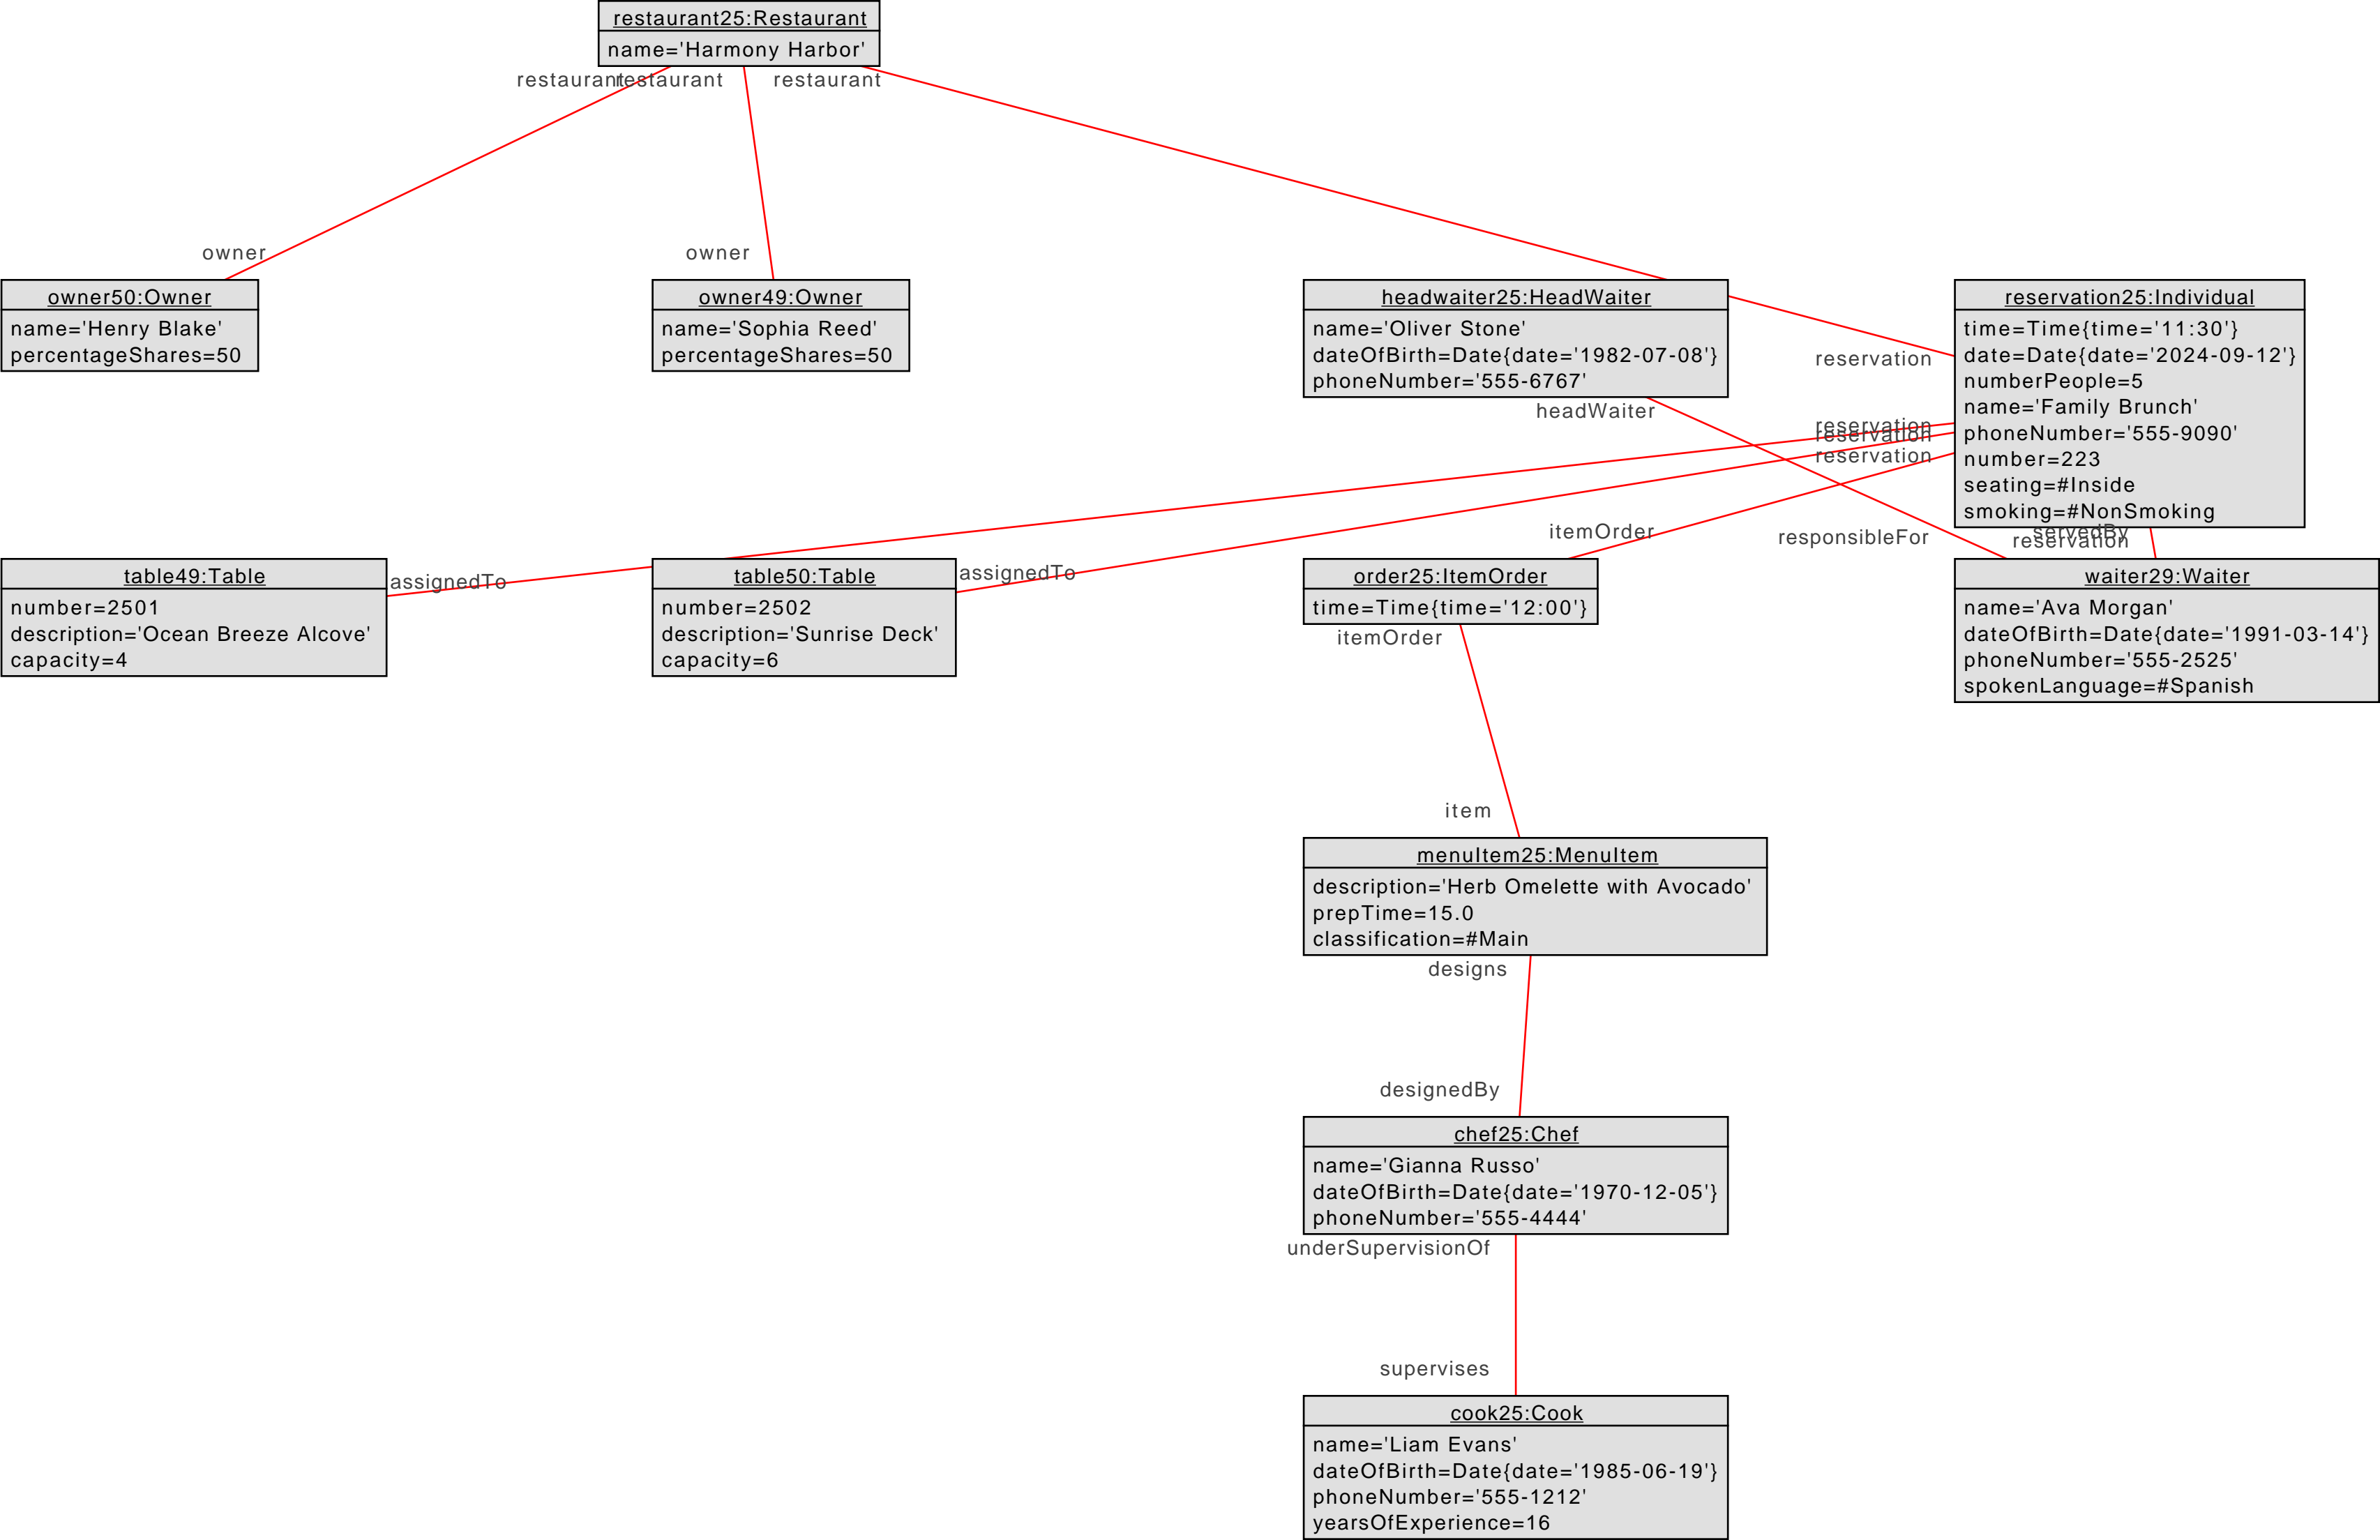 restaurant25:Restaurant
name='Harmony Harbor'
restaurant
restaurant
restaurant
owner
owner
owner50:Owner
name='Henry Blake'
percentageShares=50
owner49:Owner
name='Sophia Reed'
percentageShares=50
headwaiter25:HeadWaiter
name='Oliver Stone'
dateOfBirth=Date{date='1982-07-08'}
phoneNumber='555-6767'
reservation25:Individual
time=Time{time='11:30'}
date=Date{date='2024-09-12'}
numberPeople=5
name='Family Brunch'
phoneNumber='555-9090'
number=223
seating=#Inside
smoking=#NonSmoking
reservation
headWaiter
reservation
reservation
reservation
itemOrder
responsibleFor
servedBy
reservation
table49:Table
number=2501
description='Ocean Breeze Alcove'
capacity=4
assignedTo
table50:Table
number=2502
description='Sunrise Deck'
capacity=6
assignedTo
order25:ItemOrder
time=Time{time='12:00'}
itemOrder
waiter29:Waiter
name='Ava Morgan'
dateOfBirth=Date{date='1991-03-14'}
phoneNumber='555-2525'
spokenLanguage=#Spanish
item
menuItem25:MenuItem
description='Herb Omelette with Avocado'
prepTime=15.0
classification=#Main
designs
designedBy
chef25:Chef
name='Gianna Russo'
dateOfBirth=Date{date='1970-12-05'}
phoneNumber='555-4444'
underSupervisionOf
supervises
cook25:Cook
name='Liam Evans'
dateOfBirth=Date{date='1985-06-19'}
phoneNumber='555-1212'
yearsOfExperience=16